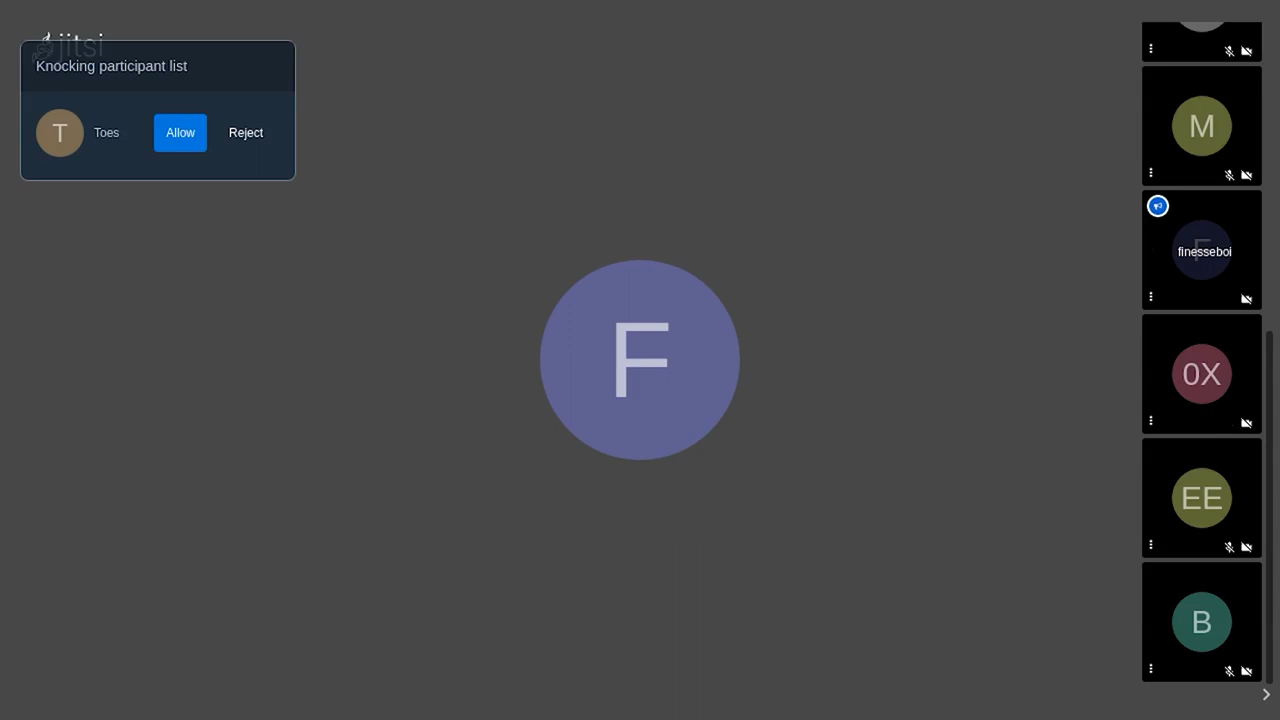 jitsi
Knocking participant list
T
Toes
Allow
Reject
F
M
F
finesseboi
0X
EE
B